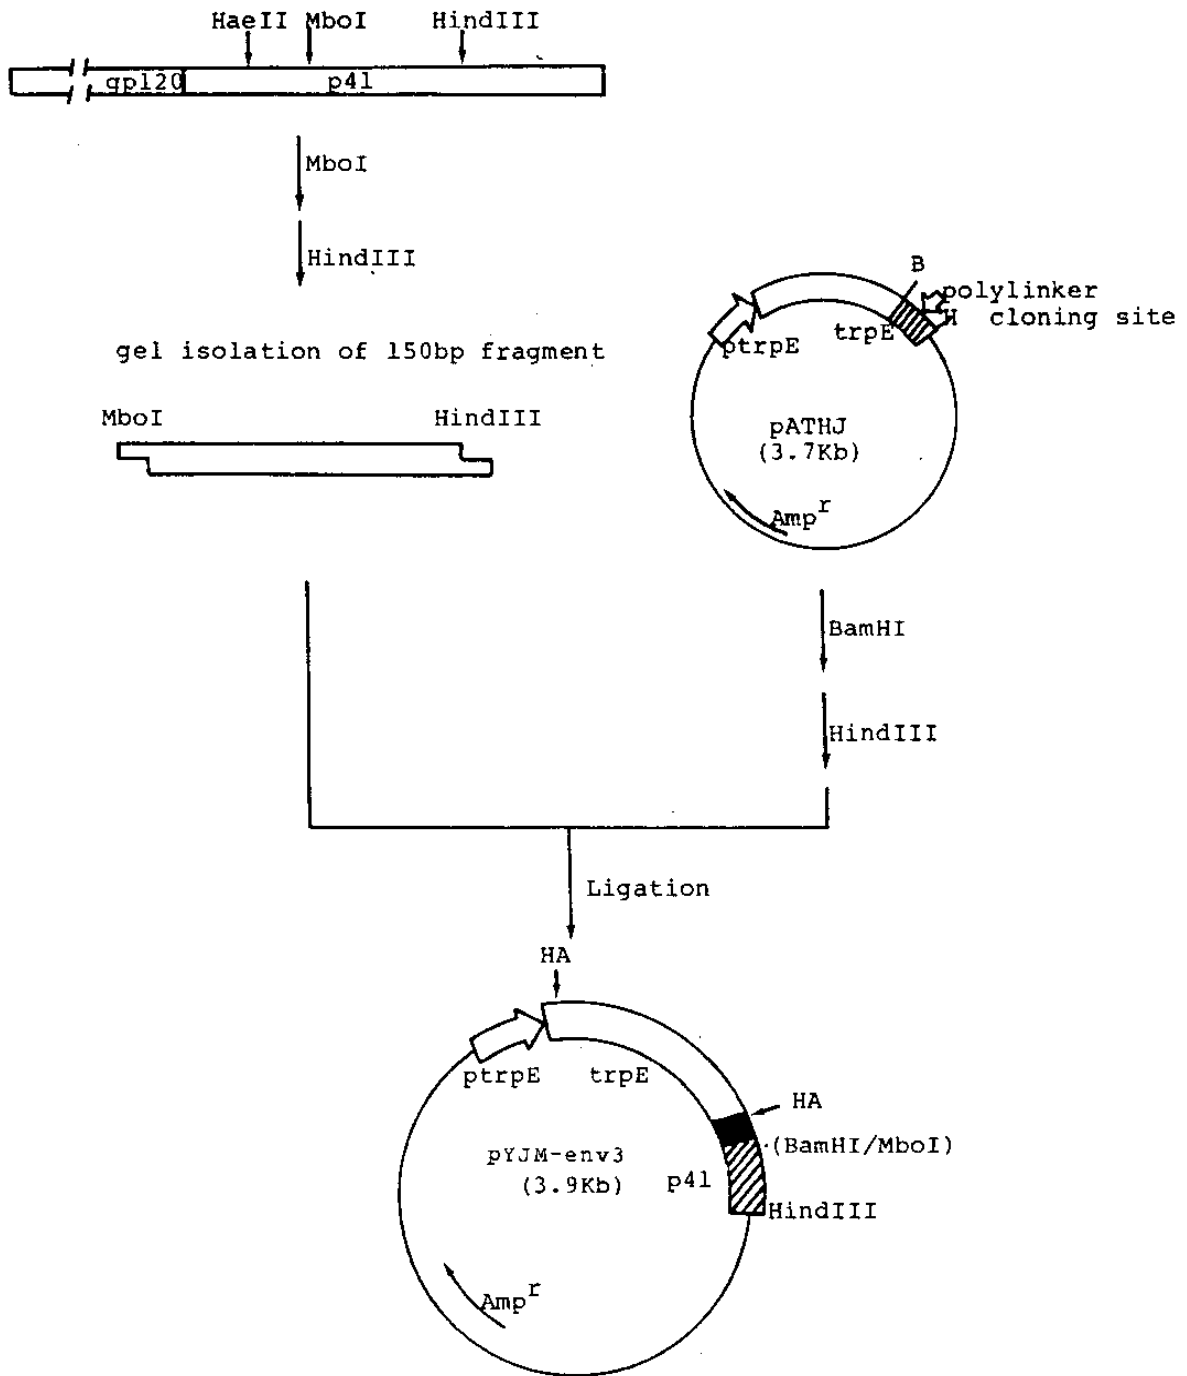 HaeII MboI HindIII
gp120 p41
MboI
HindIII
B
polylinker
H cloning site
trpE
ptrpE
gel isolation of 150bp fragment
MboI HindIII
pATHJ
(3.7Kb)
Amp^r
BamHI
HindIII
Ligation
HA
ptrpE trpE
HA
(BamHI/MboI)
pYJM-env3
(3.9Kb)
p41
HindIII
Amp^r